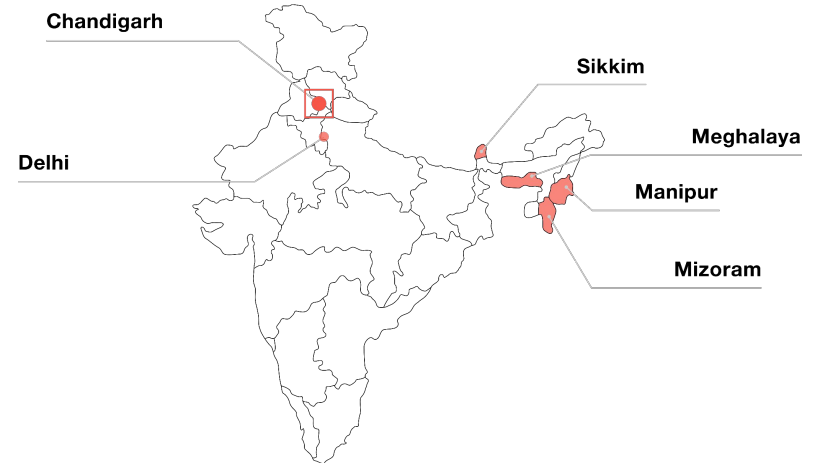 Chandigarh
Sikkim
Meghalaya
Delhi
Manipur
Mizoram